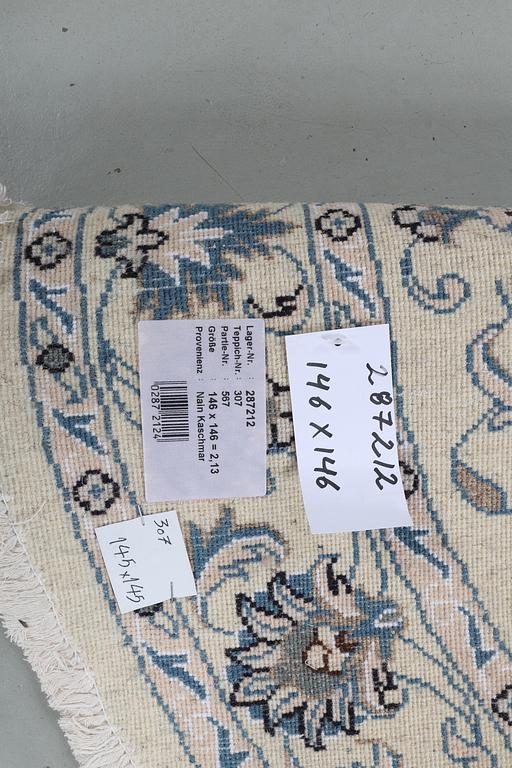 Lager-Nr. : 287212
Teppich-Nr. : 307
Partie-Nr. : 567
Größe : 146 x 146 = 2,13
Provenienz : Nain Kaschmar
0287 2124
287212
146 x 146
307
145x145